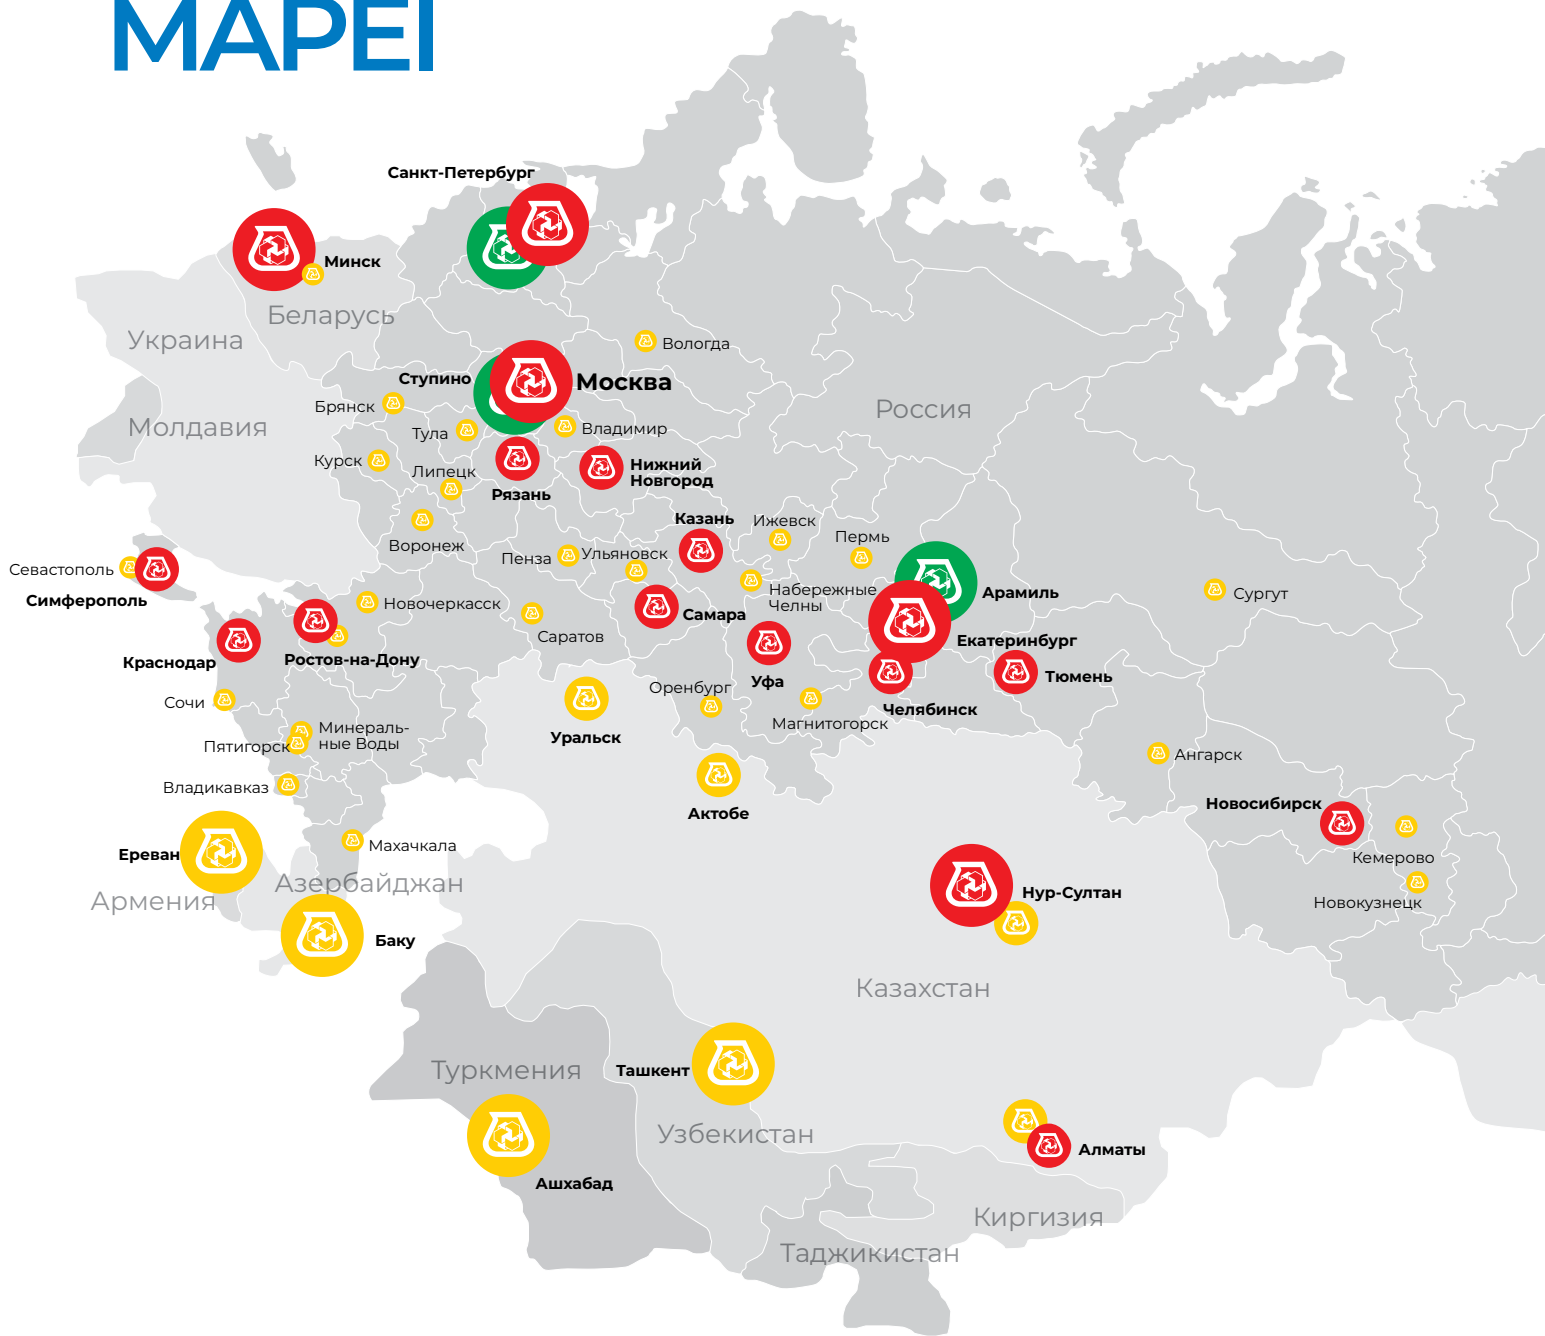 MAPEI
Санкт-Петербург
Минск
Беларусь
Украина
Вологда
Ступино
Москва
Брянск
Россия
Молдавия
Тула
Владимир
Курск
Липецк
Нижний
Новгород
Рязань
Казань
Ижевск
Пермь
Воронеж
Пенза
Ульяновск
Севастополь
Набережные
Челны
Арамиль
Сургут
Симферополь
Новочеркасск
Самара
Саратов
Екатеринбург
Краснодар
Ростов-на-Дону
Уфа
Тюмень
Оренбург
Сочи
Челябинск
Магнитогорск
Минераль-
ные Воды
Пятигорск
Уральск
Ангарск
Владикавказ
Актобе
Новосибирск
Махачкала
Ереван
Кемерово
Азербайджан
Армения
Нур-Султан
Новокузнецк
Баку
Казахстан
Туркмения
Ташкент
Узбекистан
Алматы
Ашхабад
Киргизия
Таджикистан